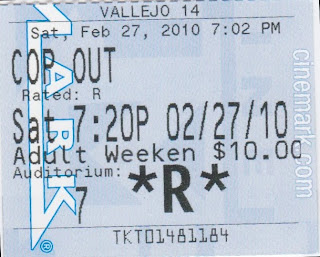 VALLEJO 14
Sat, Feb 27, 2010 7:02 PM
COP OUT
Rated: R
Sat 7:20P 02/27/10
Adult Weeken $10.00
Auditorium:
7
*R*
TKT01481184
cinemark.com
ARK®